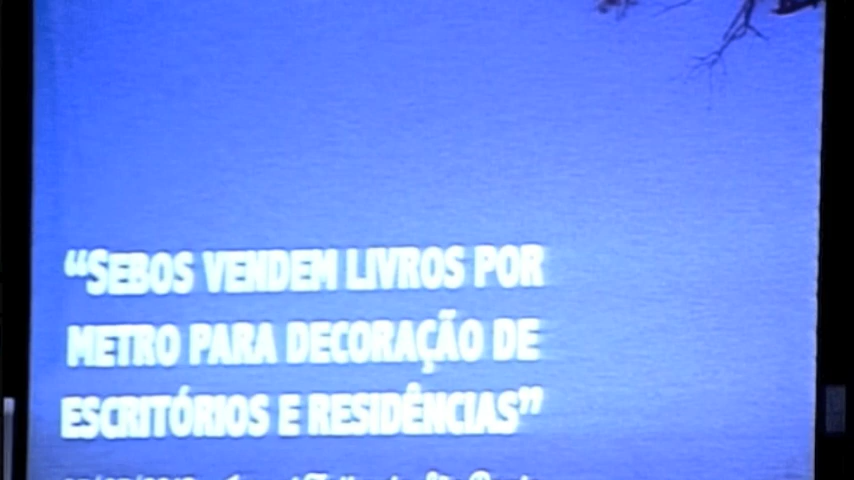 “SEBOS VENDEM LIVROS POR
METRO PARA DECORAÇÃO DE
ESCRITÓRIOS E RESIDÊNCIAS”